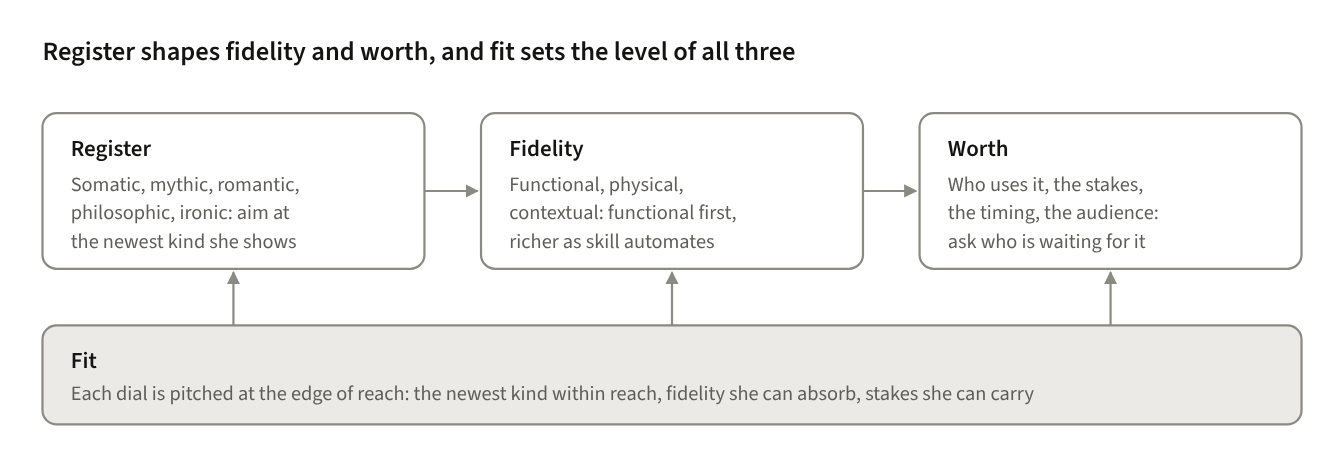 Register shapes fidelity and worth, and fit sets the level of all three
Register
Somatic, mythic, romantic,
philosophic, ironic: aim at
the newest kind she shows
Fidelity
Functional, physical,
contextual: functional first,
richer as skill automates
Worth
Who uses it, the stakes,
the timing, the audience:
ask who is waiting for it
Fit
Each dial is pitched at the edge of reach: the newest kind within reach, fidelity she can absorb, stakes she can carry